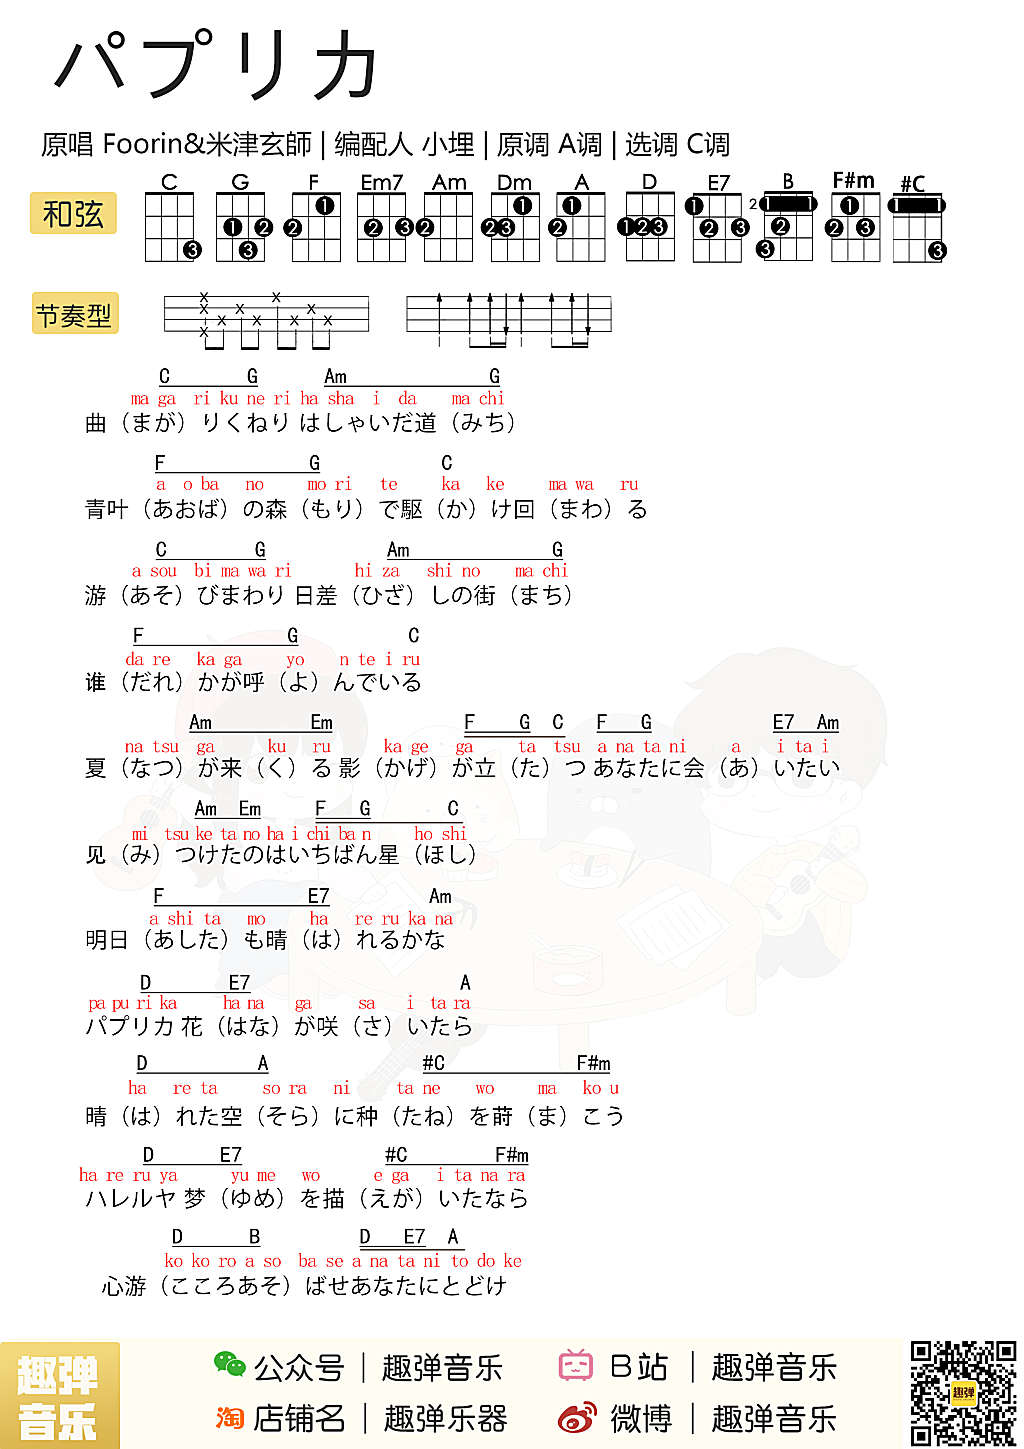 パプリカ
原唱 Foorin&米津玄師 | 编配人 小埋 | 原调 A调 | 选调 C调
C G F Em7 Am Dm A D E7 B F#m #C
和弦
2
节奏型
C G Am G
ma ga ri ku ne ri ha sha i da ma chi
曲（まが）りくねり はしゃいだ道（みち）
F G C
a o ba no mo ri te ka ke ma wa ru
青叶（あおば）の森（もり）で駆（か）け回（まわ）る
C G Am G
a sou bi ma wa ri hi za shi no ma chi
游（あそ）びまわり 日差（ひざ）しの街（まち）
F G C
da re ka ga yo n te i ru
谁（だれ）かが呼（よ）んでいる
Am Em F G C F G E7 Am
na tsu ga ku ru ka ge ga ta tsu a na ta ni a i ta i
夏（なつ）が来（く）る 影（かげ）が立（た）つ あなたに会（あ）いたい
Am Em F G C
mi tsu ke ta no ha i chi ba n ho shi
见（み）つけたのはいちばん星（ほし）
F E7 Am
a shi ta mo ha re ru ka na
明日（あした）も晴（は）れるかな
D E7 A
pa pu ri ka ha na ga sa i ta ra
パプリカ 花（はな）が咲（さ）いたら
D A #C F#m
ha re ta so ra ni ta ne wo ma ko u
晴（は）れた空（そら）に种（たね）を莳（ま）こう
D E7 #C F#m
ha re ru ya yu me wo e ga i ta na ra
ハレルヤ 梦（ゆめ）を描（えが）いたなら
D B D E7 A
ko ko ro a so ba se a na ta ni to do ke
心游（こころあそ）ばせあなたにとどけ
趣弹音乐
公众号 | 趣弹音乐 B站 | 趣弹音乐
淘 店铺名 | 趣弹乐器 微博 | 趣弹音乐
趣弹